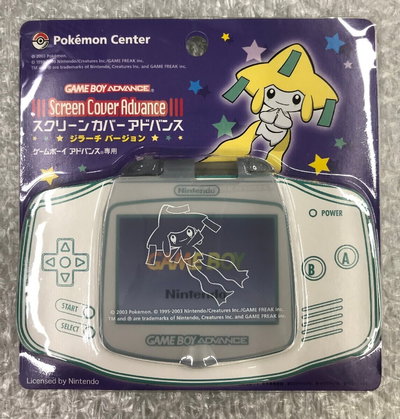 Pokémon Center
© 2003 Pokémon.
© 1995-2003 Nintendo/Creatures Inc./GAME FREAK Inc.
TM and ® are trademarks of Nintendo, Creatures Inc. and GAME FREAK Inc.
GAME BOY ADVANCE
Screen Cover Advance
スクリーンカバーアドバンス
★ ジラーチ バージョン ★
ゲームボーイ アドバンス専用
Nintendo
POWER
GAME BOY
Nintendo
B
A
START
SELECT
© 2003 Pokémon. © 1995-2003 Nintendo/Creatures Inc./GAME FREAK Inc.
TM and ® are trademarks of Nintendo, Creatures Inc. and GAME FREAK Inc.
GAME BOY ADVANCE
Licensed by Nintendo